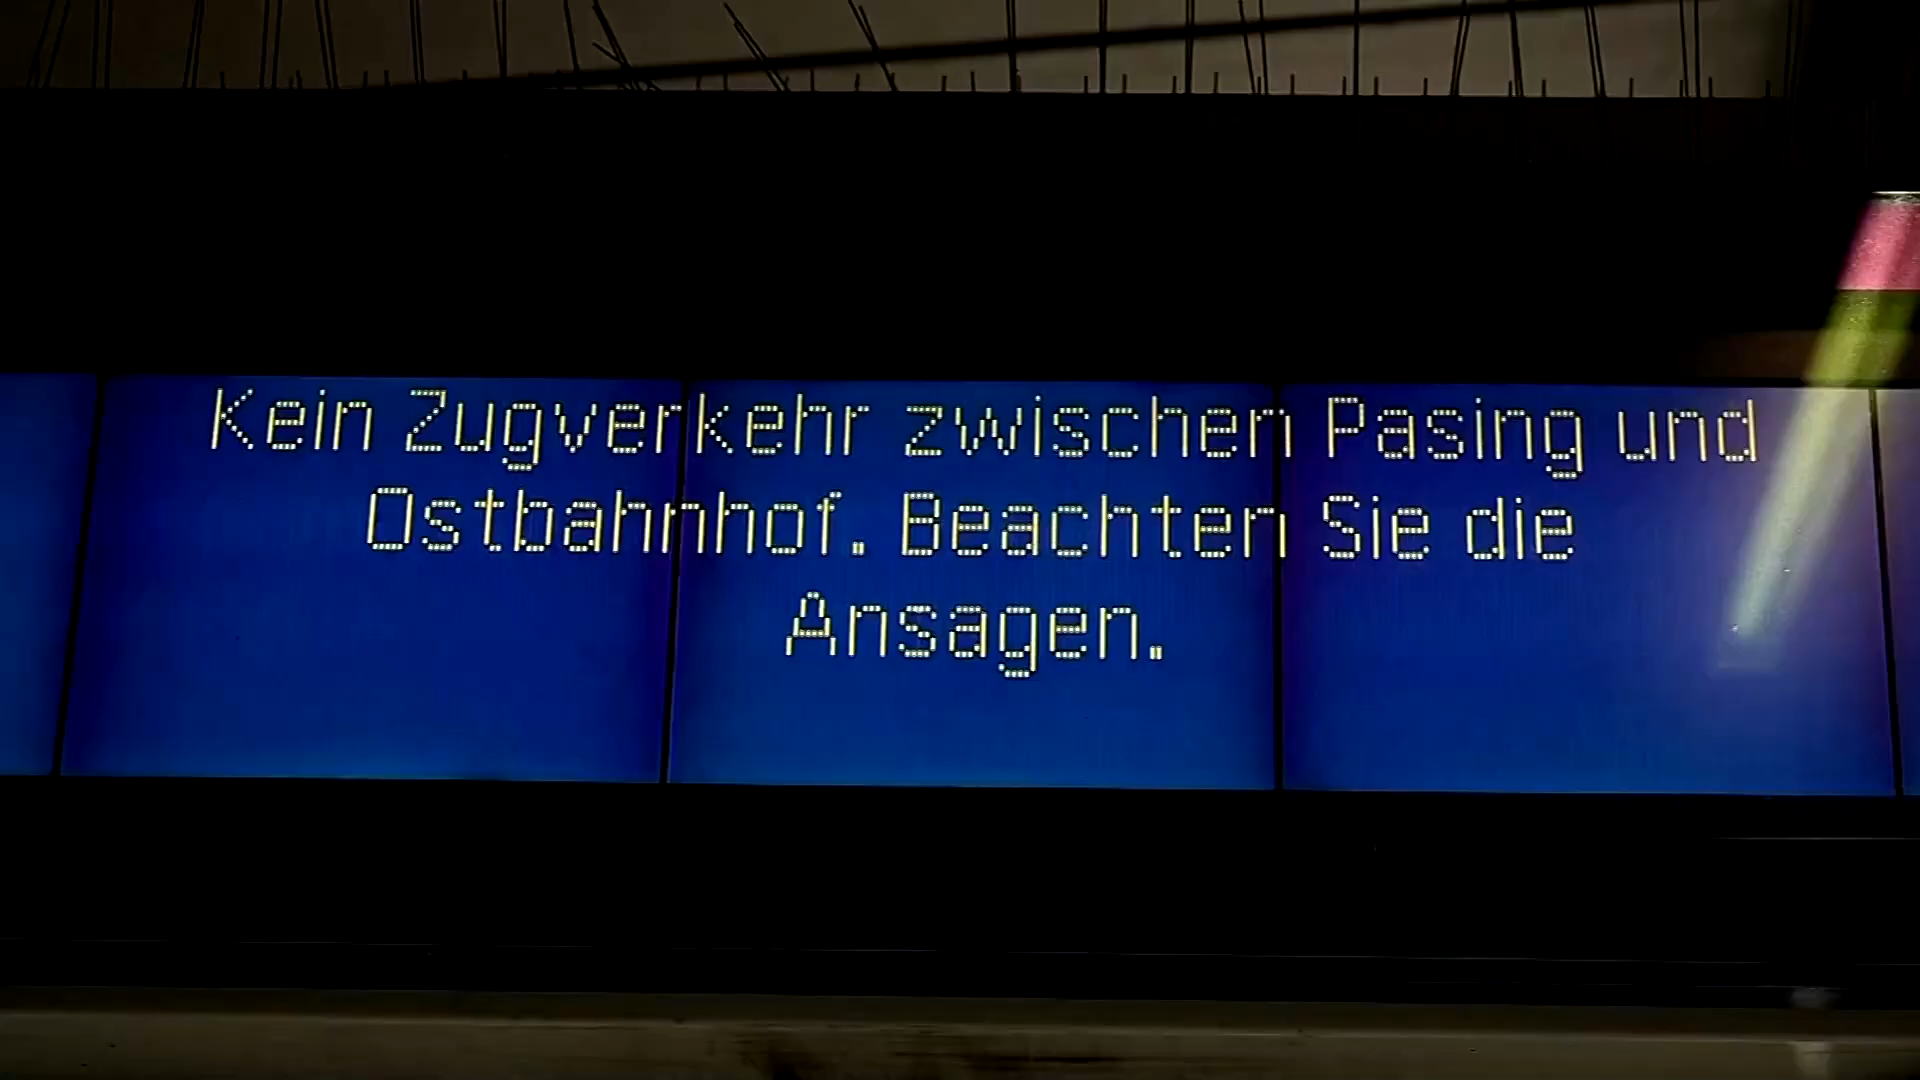 Kein Zugverkehr zwischen Pasing und
Ostbahnhof. Beachten Sie die
Ansagen.